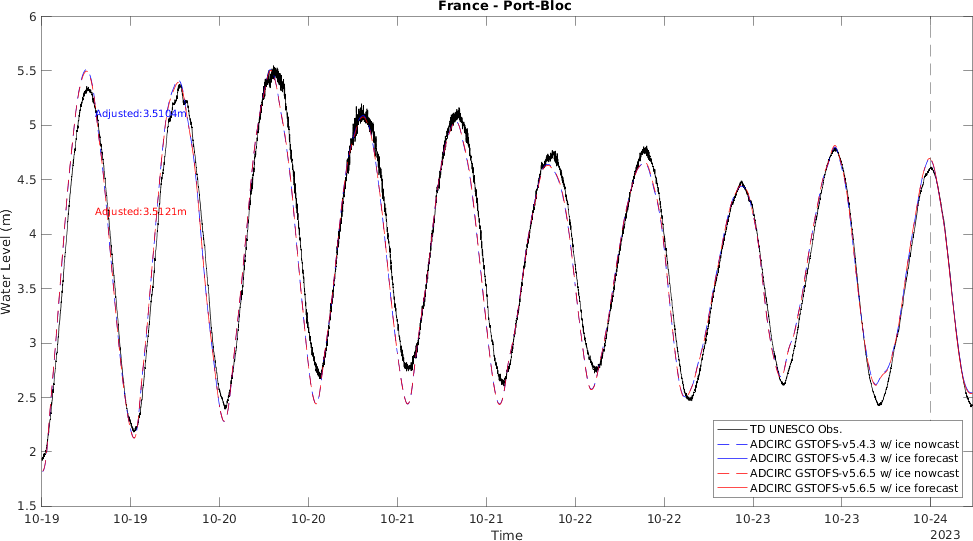 France - Port-Bloc
6
5.5
5
4.5
4
3.5
3
2.5
2
1.5
Water Level (m)
Adjusted:3.5104m
Adjusted:3.5121m
TD UNESCO Obs.
ADCIRC GSTOFS-v5.4.3 w/ ice nowcast
ADCIRC GSTOFS-v5.4.3 w/ ice forecast
ADCIRC GSTOFS-v5.6.5 w/ ice nowcast
ADCIRC GSTOFS-v5.6.5 w/ ice forecast
10-19 10-19 10-20 10-20 10-21 10-21 10-22 10-22 10-23 10-23 10-24
2023
Time